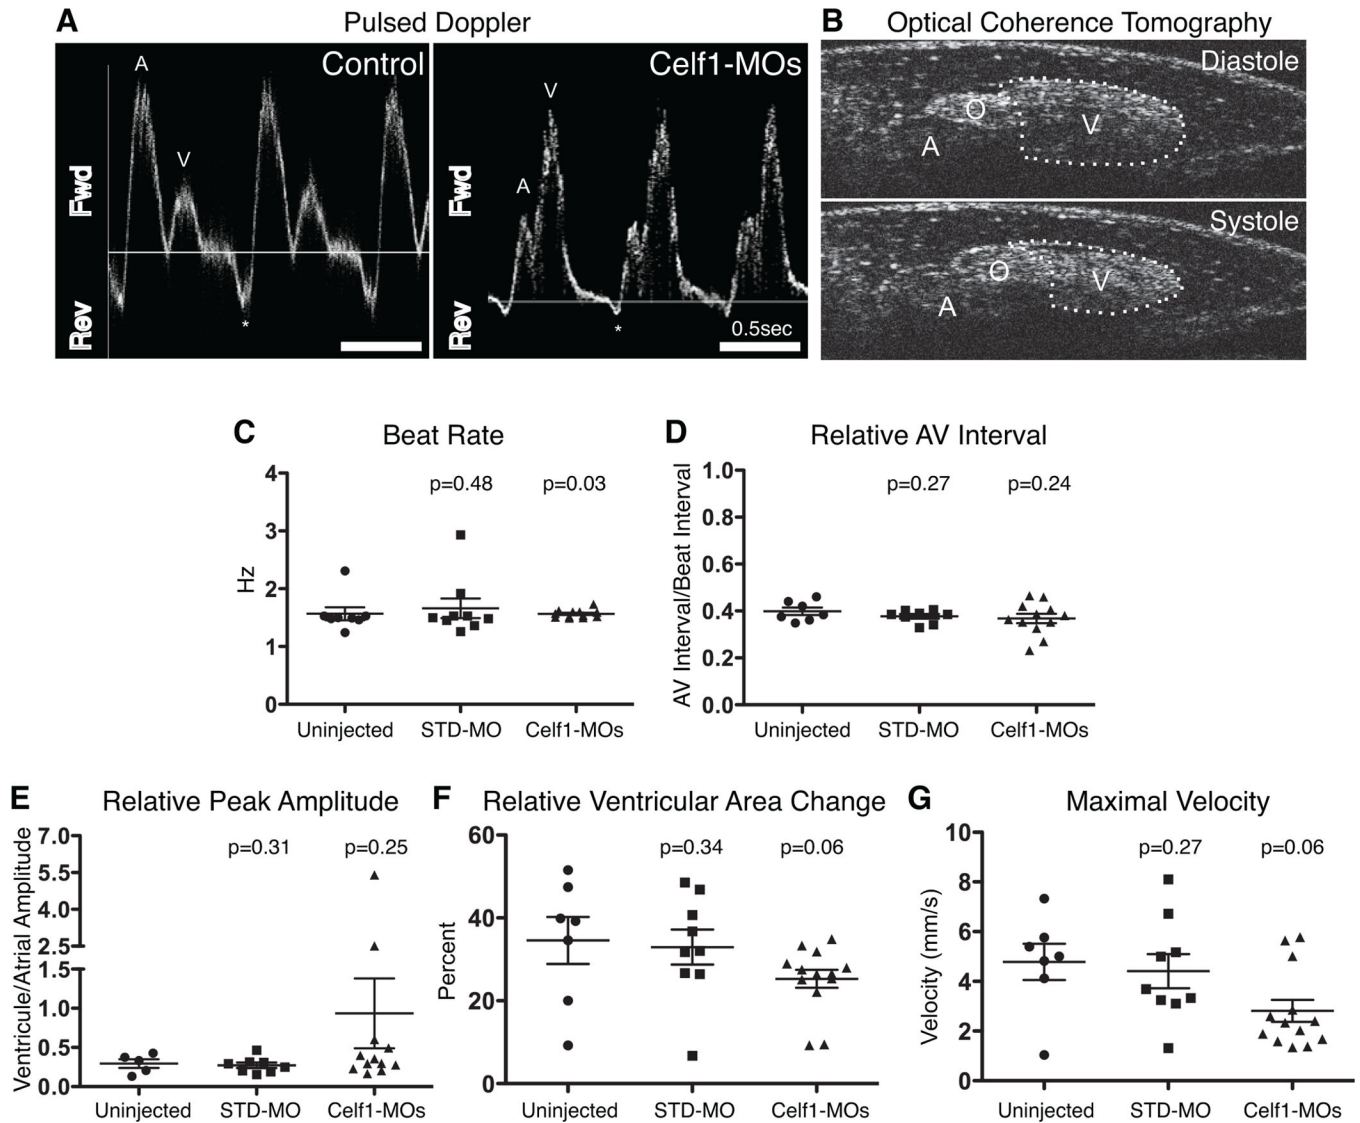 A Pulsed Doppler
Control
A
V
Fwd
Rev
*
Celf1-MOs
V
A
Fwd
Rev
*
0.5sec
B Optical Coherence Tomography
Diastole
O
V
A
Systole
O
V
A
C Beat Rate
p=0.48 p=0.03
Hz
4
3
2
1
0
Uninjected STD-MO Celf1-MOs
D Relative AV Interval
p=0.27 p=0.24
AV Interval/Beat Interval
1.0
0.8
0.6
0.4
0.2
0.0
Uninjected STD-MO Celf1-MOs
E Relative Peak Amplitude
p=0.31 p=0.25
Ventricule/Atrial Amplitude
7.0
5.5
4.0
2.5
1.5
1.0
0.5
0.0
Uninjected STD-MO Celf1-MOs
F Relative Ventricular Area Change
p=0.34 p=0.06
Percent
60
40
20
0
Uninjected STD-MO Celf1-MOs
G Maximal Velocity
p=0.27 p=0.06
Velocity (mm/s)
10
8
6
4
2
0
Uninjected STD-MO Celf1-MOs